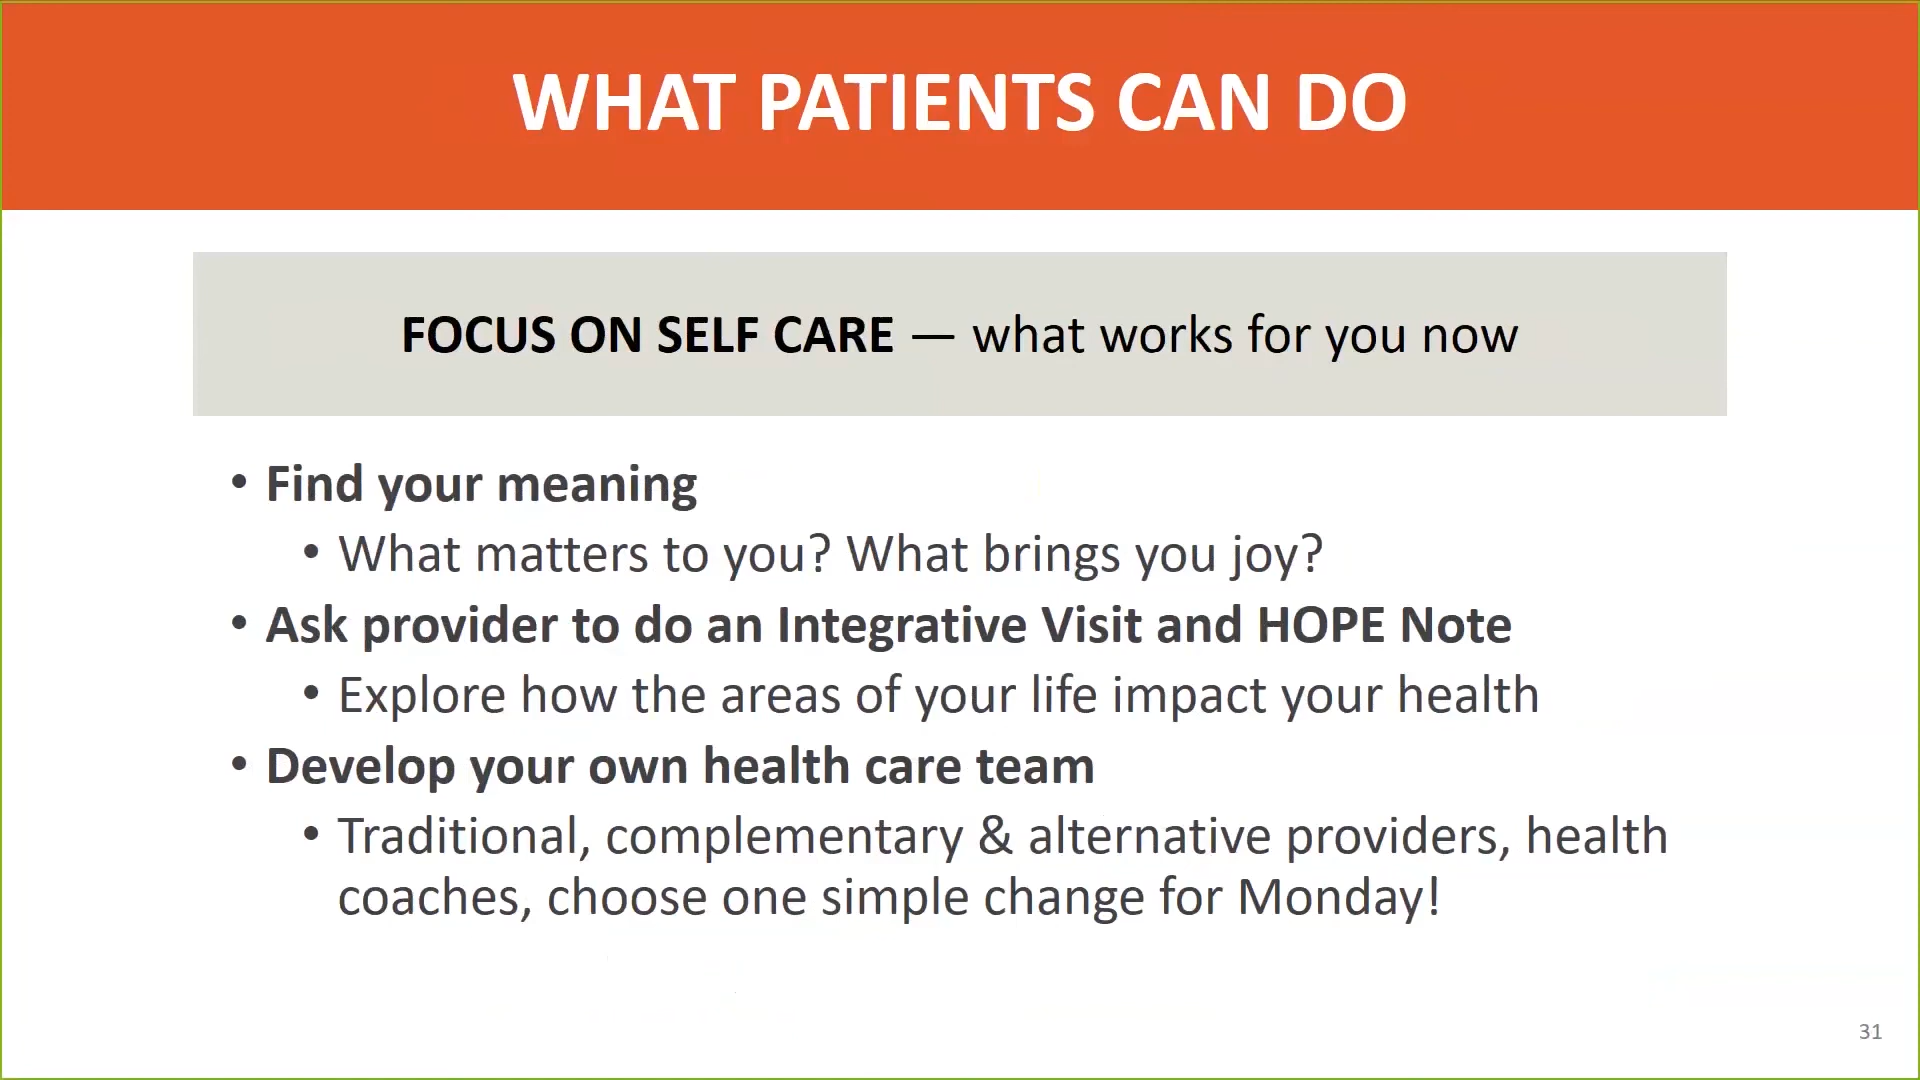 WHAT PATIENTS CAN DO
FOCUS ON SELF CARE — what works for you now
• Find your meaning
• What matters to you? What brings you joy?
• Ask provider to do an Integrative Visit and HOPE Note
• Explore how the areas of your life impact your health
• Develop your own health care team
• Traditional, complementary & alternative providers, health
coaches, choose one simple change for Monday!
31